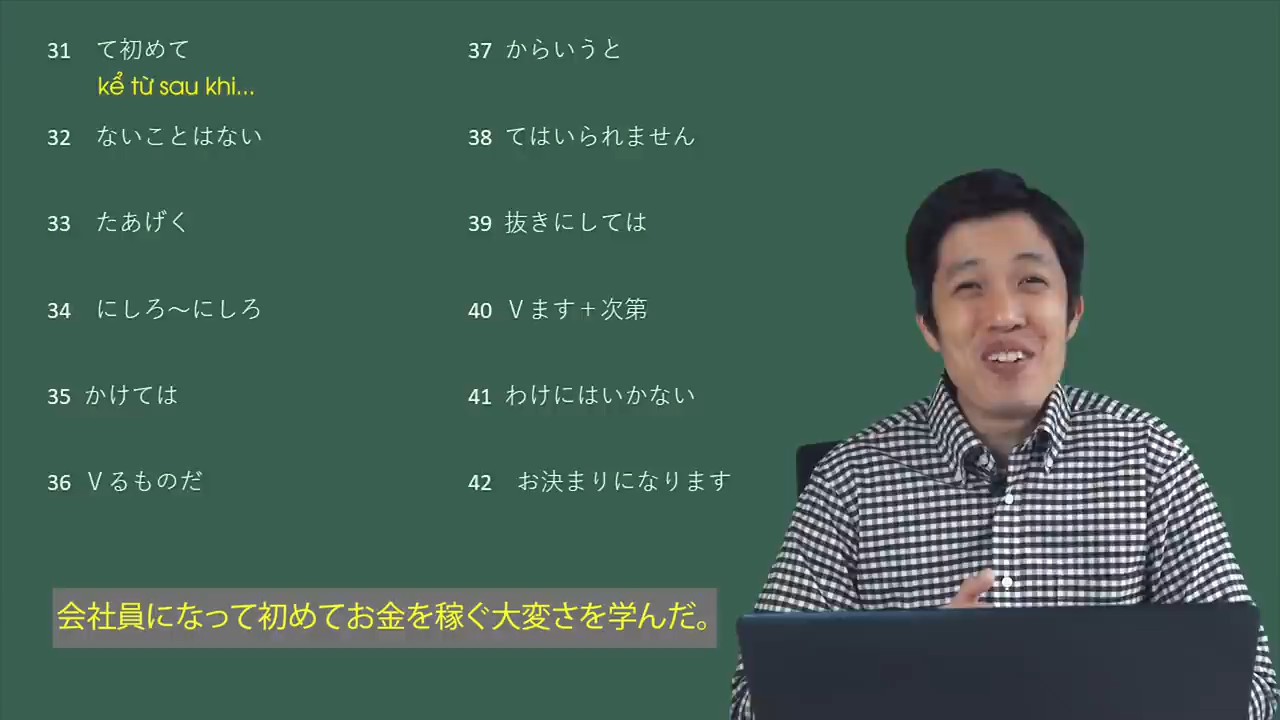 31 て初めて
kể từ sau khi...
32 ないことはない
33 たあげく
34 にしろ～にしろ
35 かけては
36 Ｖるものだ
37 からいうと
38 てはいられません
39 抜きにしては
40 Ｖます＋次第
41 わけにはいかない
42 お決まりになります
会社員になって初めてお金を稼ぐ大変さを学んだ。